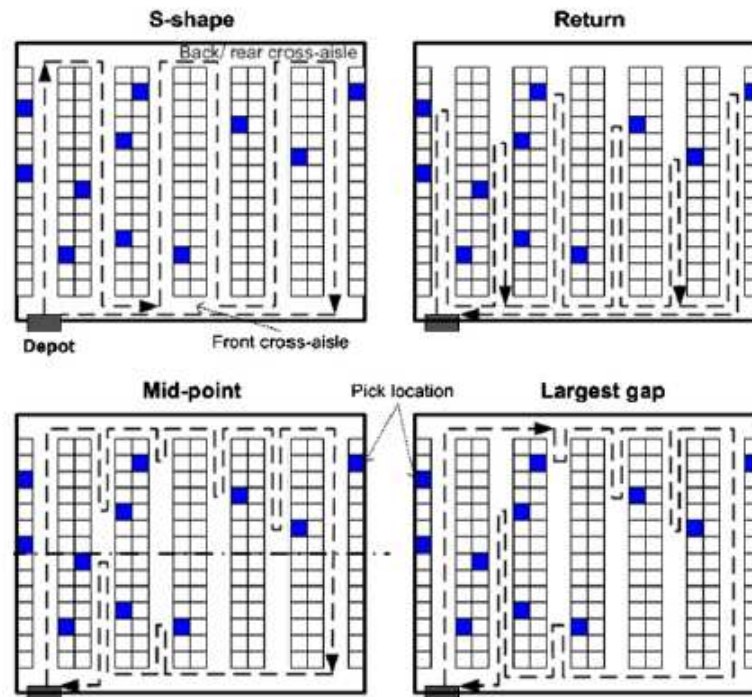 S-shape
Return
Back/ rear cross-aisle
Depot
Front cross-aisle
Mid-point
Pick location
Largest gap